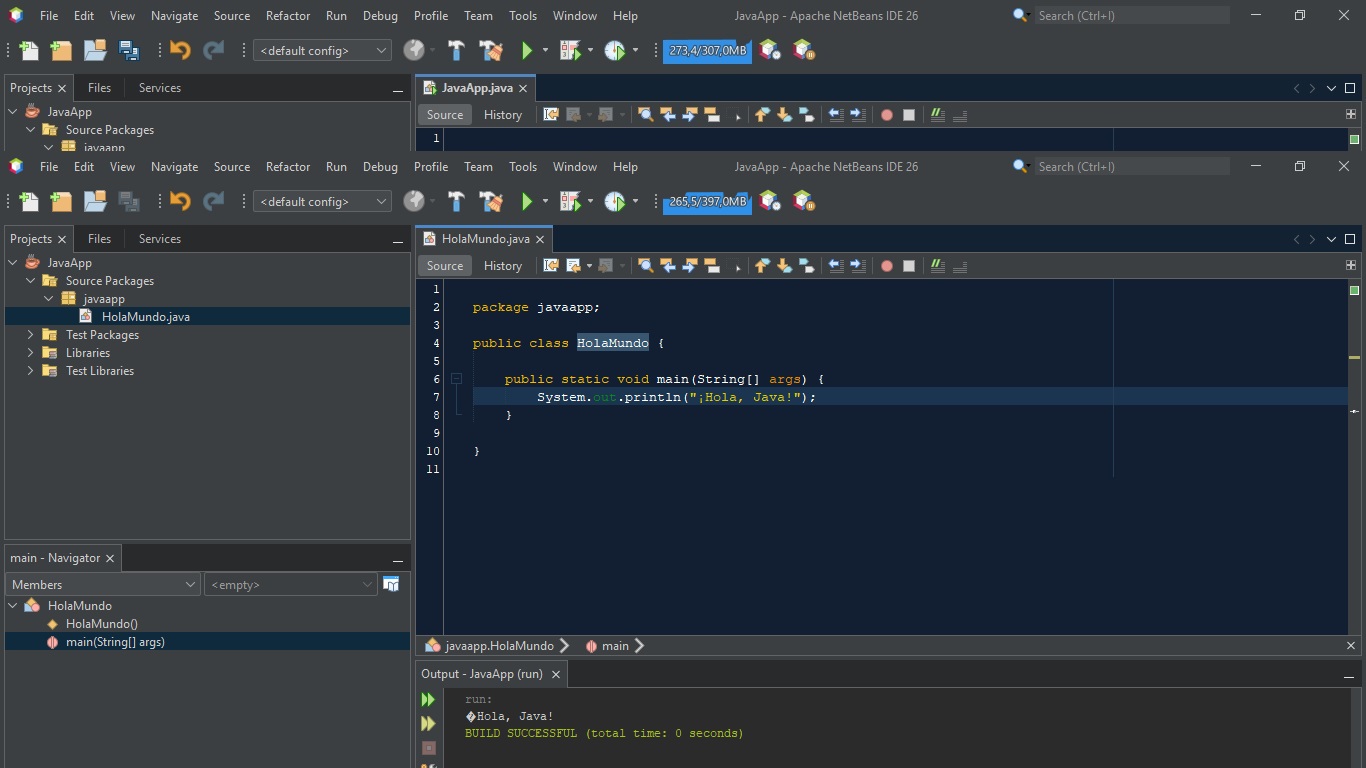 File Edit View Navigate Source Refactor Run Debug Profile Team Tools Window Help JavaApp - Apache NetBeans IDE 26 Search (Ctrl+I)
<default config> 273,4/307,0MB
Projects Files Services JavaApp.java
JavaApp Source History
Source Packages
javaapp 1
File Edit View Navigate Source Refactor Run Debug Profile Team Tools Window Help JavaApp - Apache NetBeans IDE 26 Search (Ctrl+I)
<default config> 265,5/397,0MB
Projects Files Services
JavaApp
Source Packages
javaapp
HolaMundo.java
Test Packages
Libraries
Test Libraries
HolaMundo.java
Source History
1
2 package javaapp;
3
4 public class HolaMundo {
5
6 public static void main(String[] args) {
7 System.out.println("¡Hola, Java!");
8 }
9
10 }
11
main - Navigator
Members <empty>
HolaMundo
HolaMundo()
main(String[] args)
javaapp.HolaMundo main
Output - JavaApp (run)
run:
�Hola, Java!
BUILD SUCCESSFUL (total time: 0 seconds)